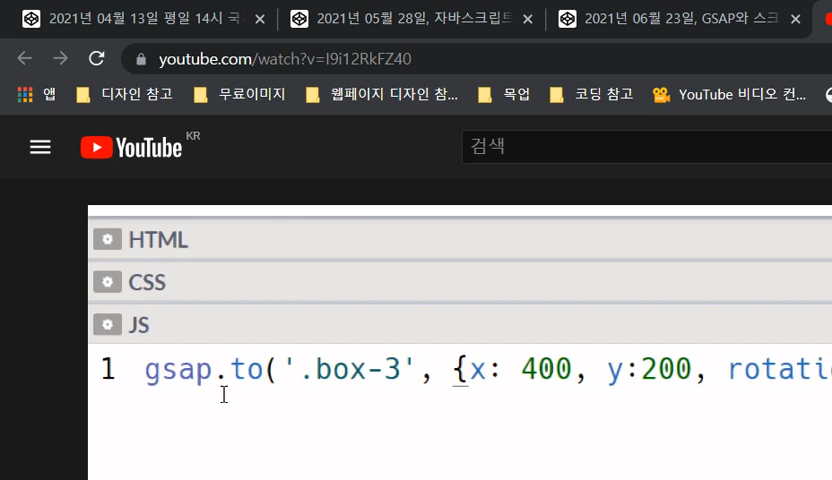 2021년 04월 13일 평일 14시 국
2021년 05월 28일, 자바스크립트
2021년 06월 23일, GSAP와 스크
youtube.com/watch?v=I9i12RkFZ40
앱 디자인 참고 무료이미지 웹페이지 디자인 참... 목업 코딩 참고 YouTube 비디오 컨...
YouTube KR 검색
HTML
CSS
JS
1 gsap.to('.box-3', {x: 400, y:200, rotati